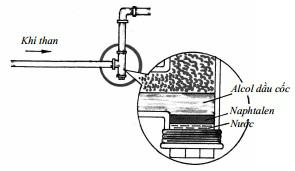 Khí than
Alcol dầu cốc
Naphtalen
Nước